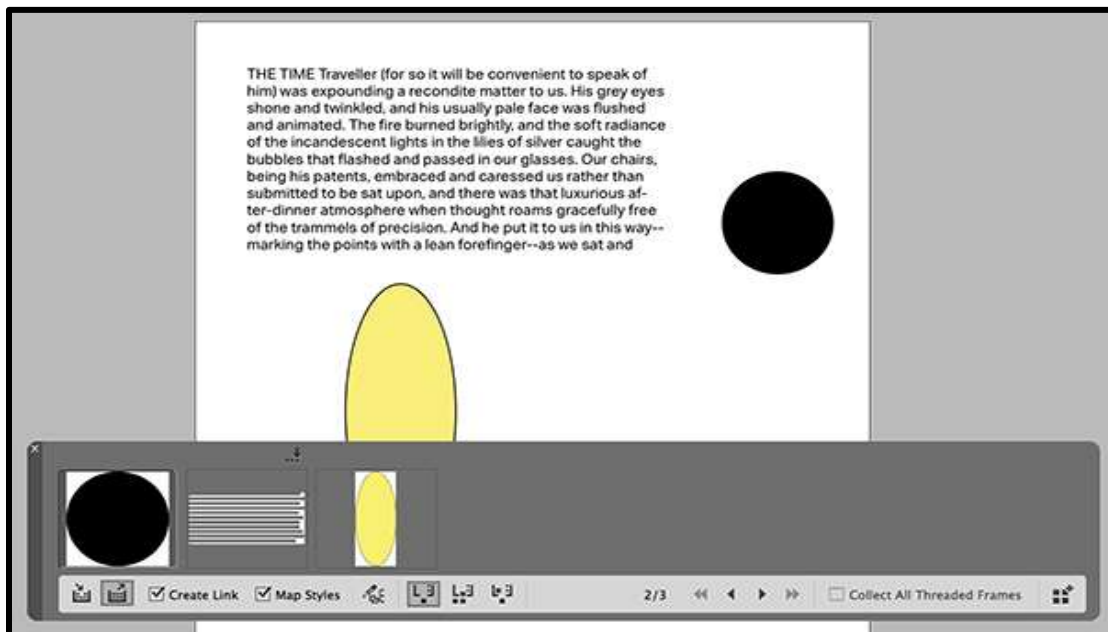 THE TIME Traveller (for so it will be convenient to speak of
him) was expounding a recondite matter to us. His grey eyes
shone and twinkled, and his usually pale face was flushed
and animated. The fire burned brightly, and the soft radiance
of the incandescent lights in the lilies of silver caught the
bubbles that flashed and passed in our glasses. Our chairs,
being his patents, embraced and caressed us rather than
submitted to be sat upon, and there was that luxurious af-
ter-dinner atmosphere when thought roams gracefully free
of the trammels of precision. And he put it to us in this way--
marking the points with a lean forefinger--as we sat and
Create Link Map Styles 2/3 Collect All Threaded Frames